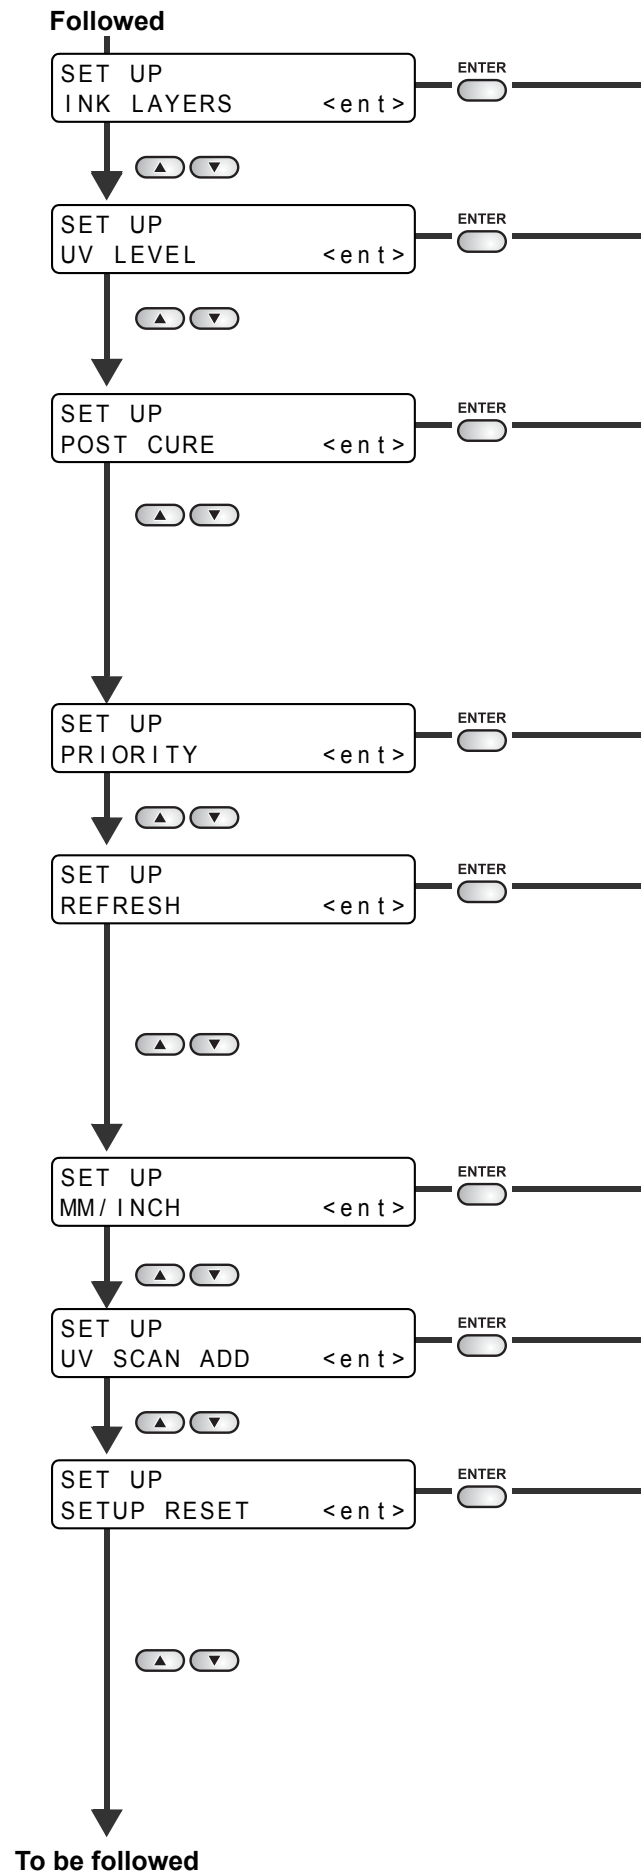 Followed
SET UP
INK LAYERS <ent>
ENTER
SET UP
UV LEVEL <ent>
ENTER
SET UP
POST CURE <ent>
ENTER
SET UP
PRIORITY <ent>
ENTER
SET UP
REFRESH <ent>
ENTER
SET UP
MM/INCH <ent>
ENTER
SET UP
UV SCAN ADD <ent>
ENTER
SET UP
SETUP RESET <ent>
ENTER
To be followed